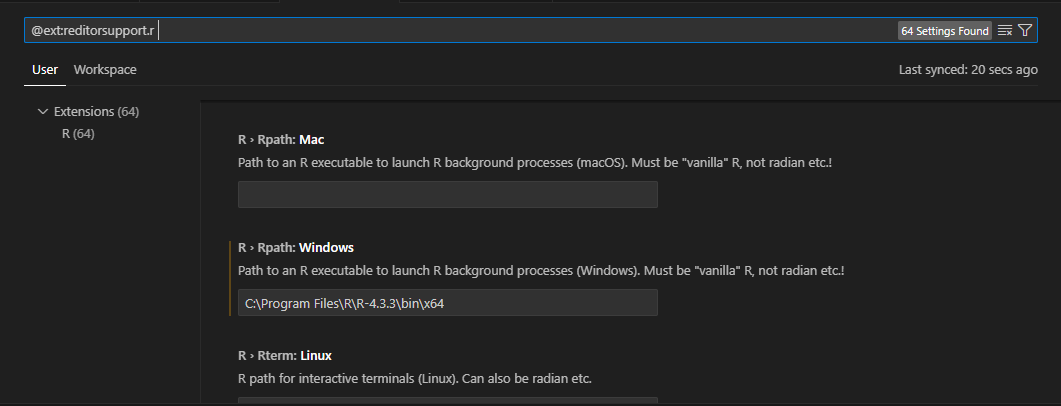 @ext:reditorsupport.r
64 Settings Found
User Workspace
Last synced: 20 secs ago
Extensions (64)
R (64)
R › Rpath: Mac
Path to an R executable to launch R background processes (macOS). Must be "vanilla" R, not radian etc.!
R › Rpath: Windows
Path to an R executable to launch R background processes (Windows). Must be "vanilla" R, not radian etc.!
C:\Program Files\R\R-4.3.3\bin\x64
R › Rterm: Linux
R path for interactive terminals (Linux). Can also be radian etc.